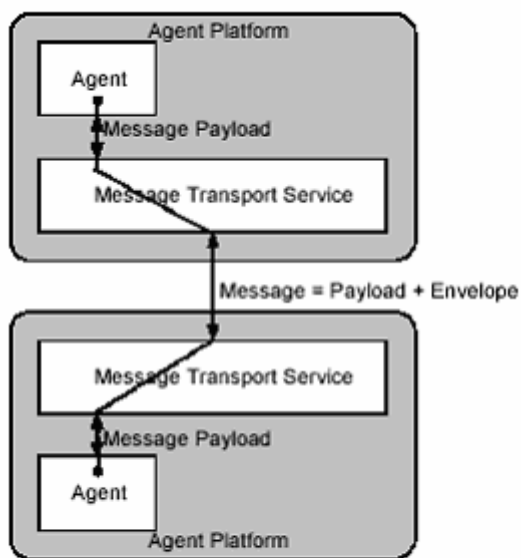 Agent Platform
Agent
Message Payload
Message Transport Service
Message = Payload + Envelope
Message Transport Service
Message Payload
Agent
Agent Platform